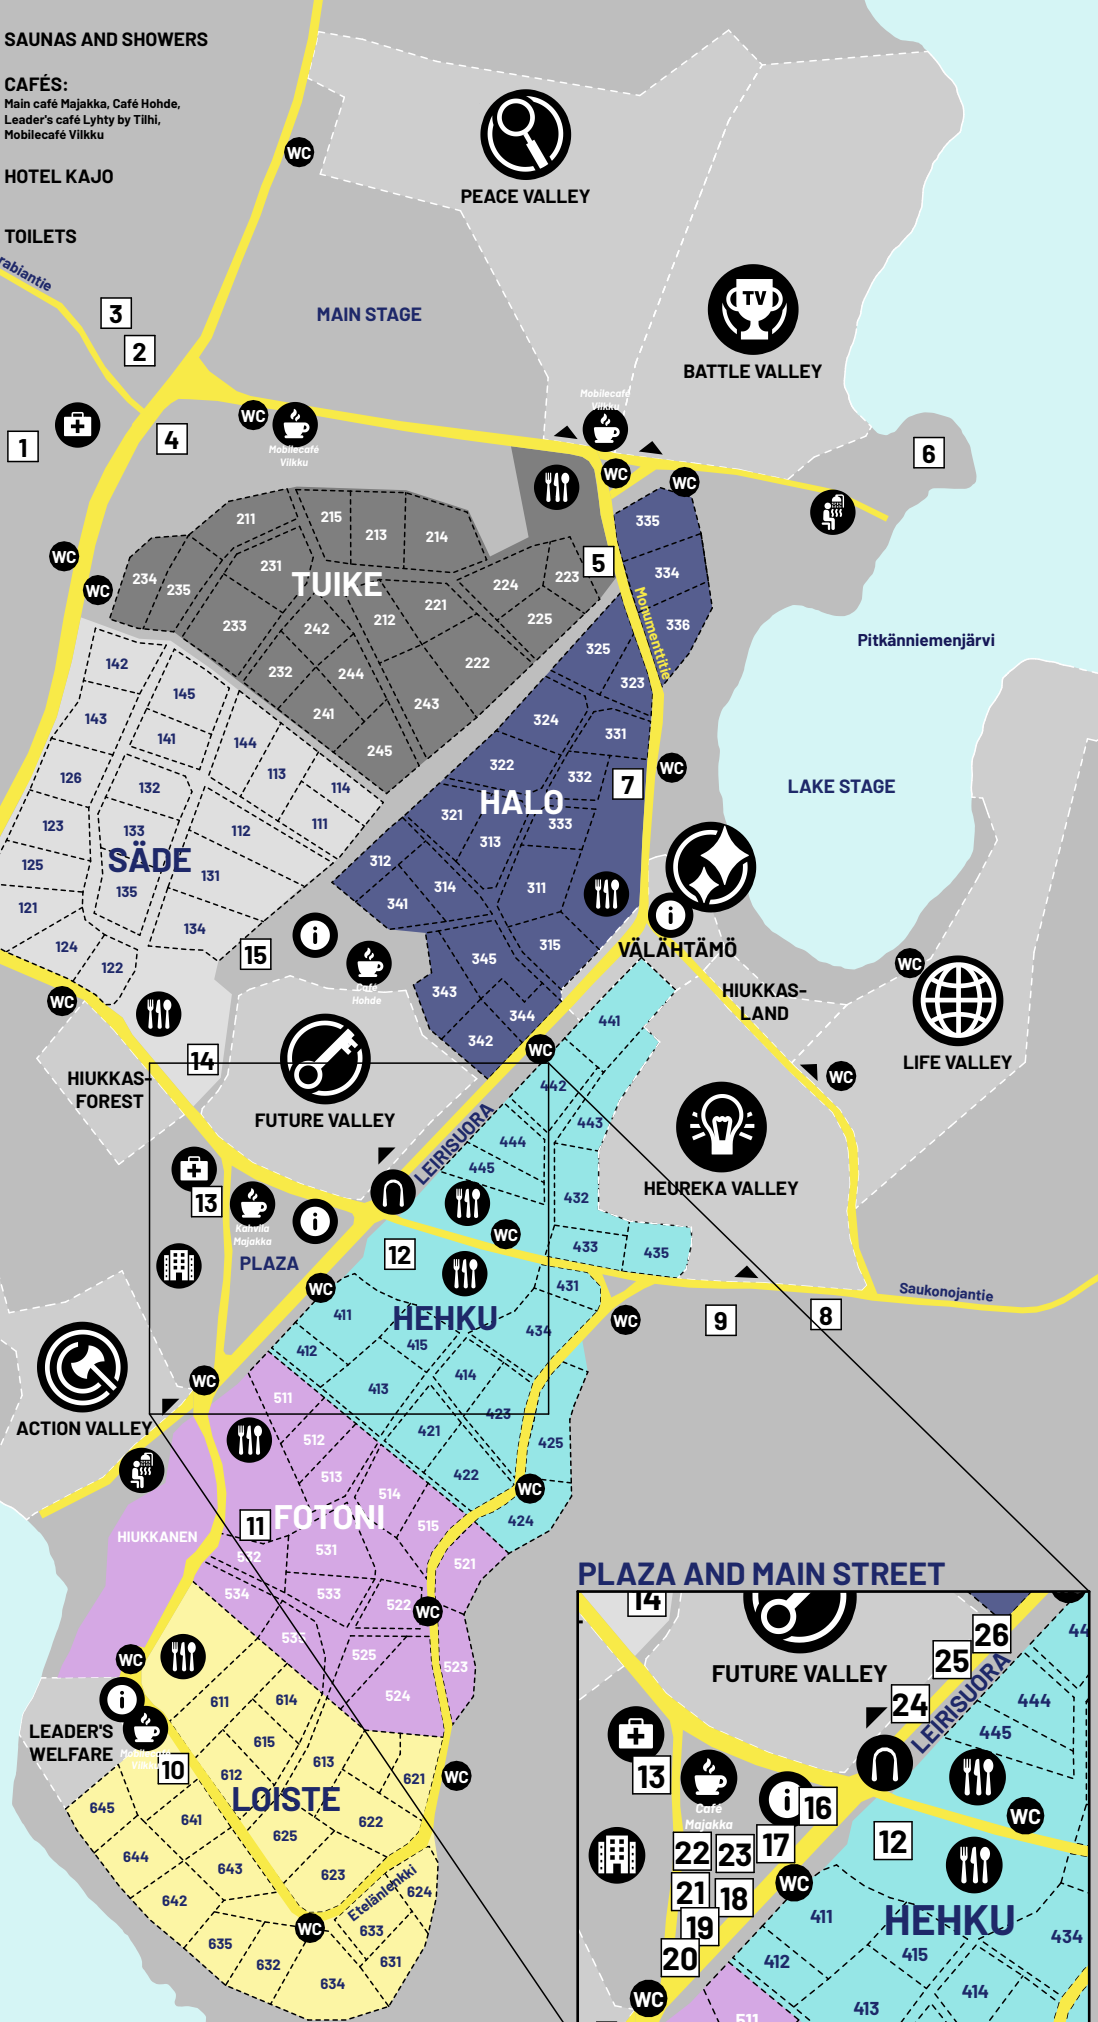 SAUNAS AND SHOWERS
CAFÉS:
Main café Majakka, Café Hohde,
Leader's café Lyhty by Tilhi,
Mobilecafé Vilkku
HOTEL KAJO
TOILETS
rabiantie
WC
PEACE VALLEY
MAIN STAGE
TV
BATTLE VALLEY
3
2
1
4
WC
Mobilecafé
Vilkku
Mobilecafé
Vilkku
WC
WC
6
WC
WC
211
215
213
214
231
234
235
TUIKE
224
223
5
225
221
212
233
242
222
232
244
243
241
245
335
334
336
Monumenttitie
325
323
324
331
322
332
7
WC
HALO
321
333
313
312
314
311
341
315
345
343
344
342
WC
Pitkänniemenjärvi
LAKE STAGE
142
145
143
141
144
126
132
113
114
123
133
112
111
SÄDE
125
135
131
121
134
124
122
15
WC
Café
Hohde
VÄLÄHTÄMÖ
HIUKKAS-
LAND
WC
LIFE VALLEY
WC
14
HIUKKAS-
FOREST
FUTURE VALLEY
LEIRISUORA
441
442
443
444
445
432
433
435
HEUREKA VALLEY
13
Kahvila
Majakka
PLAZA
12
WC
WC
431
411
HEHKU
434
WC
9
8
Saukonojantie
412
415
414
413
423
421
425
422
424
WC
ACTION VALLEY
WC
511
512
513
514
FOTONI
11
515
HIUKKANEN
532
531
521
534
533
522
WC
535
525
523
524
WC
LEADER'S
WELFARE
Mobilecafé
Vilkku
10
611
614
615
613
612
621
WC
LOISTE
645
641
622
625
644
643
623
642
624
Etelänlenkki
WC
633
635
632
631
634
PLAZA AND MAIN STREET
14
FUTURE VALLEY
26
25
24
LEIRISUORA
44
444
445
13
Café
Majakka
16
WC
22
23
17
12
21
18
WC
19
411
HEHKU
434
20
412
415
414
WC
413
511